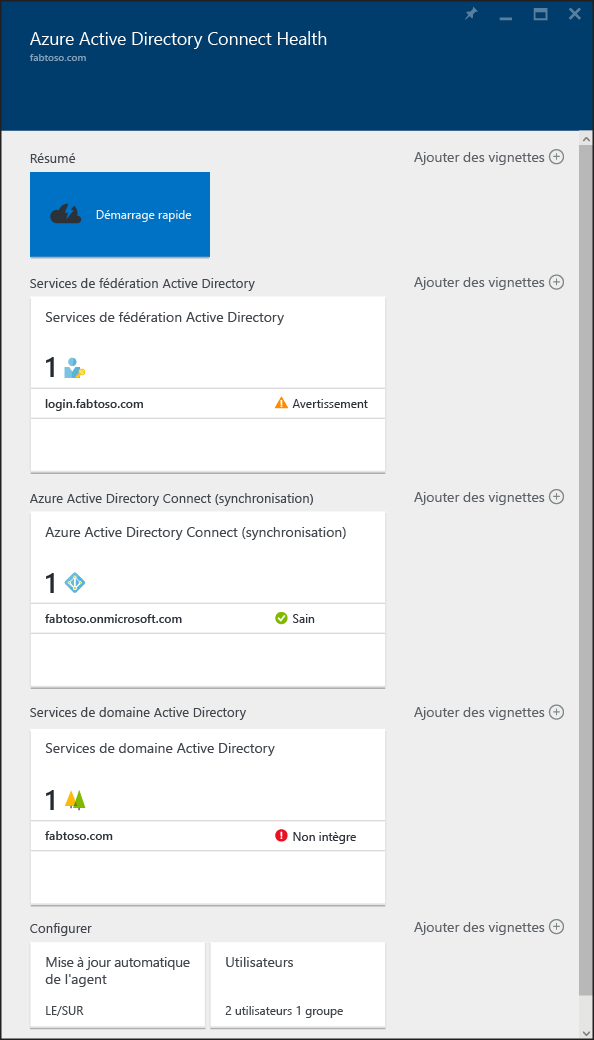 Azure Active Directory Connect Health
fabtoso.com
Résumé
Ajouter des vignettes
Démarrage rapide
Services de fédération Active Directory
Ajouter des vignettes
Services de fédération Active Directory
1
login.fabtoso.com
Avertissement
Azure Active Directory Connect (synchronisation)
Ajouter des vignettes
Azure Active Directory Connect (synchronisation)
1
fabtoso.onmicrosoft.com
Sain
Services de domaine Active Directory
Ajouter des vignettes
Services de domaine Active Directory
1
fabtoso.com
Non intègre
Configurer
Ajouter des vignettes
Mise à jour automatique
de l'agent
LE/SUR
Utilisateurs
2 utilisateurs 1 groupe